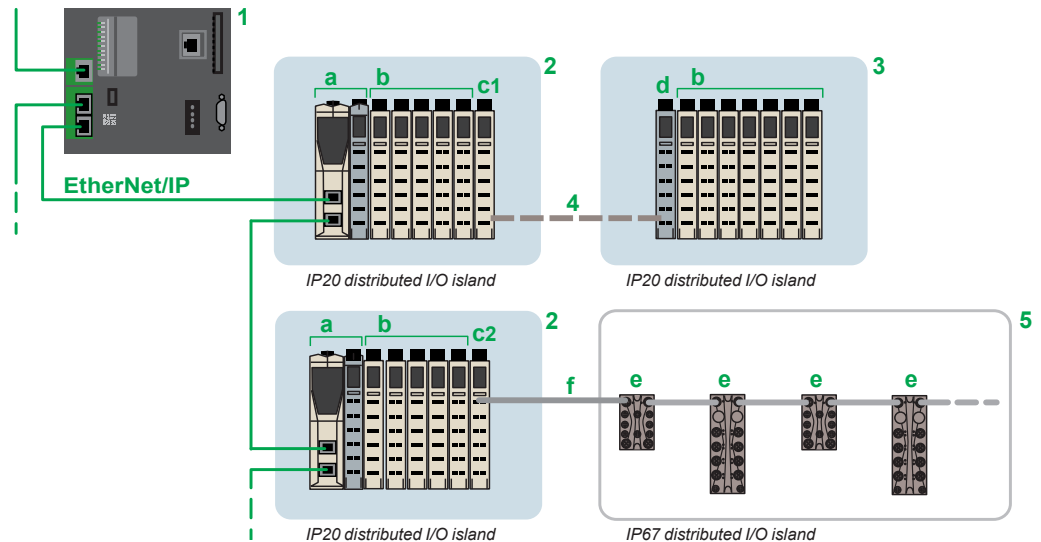 1
2
3
a
b
c1
d
b
EtherNet/IP
4
IP20 distributed I/O island
IP20 distributed I/O island
2
5
a
b
c2
f
e
e
e
e
IP20 distributed I/O island
IP67 distributed I/O island